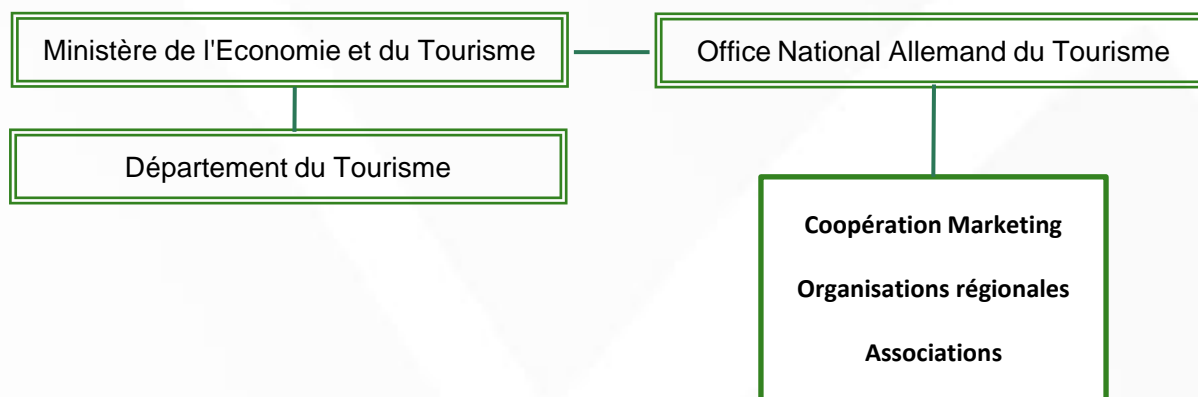 Ministère de l'Economie et du Tourisme
Office National Allemand du Tourisme
Département du Tourisme
Coopération Marketing
Organisations régionales
Associations